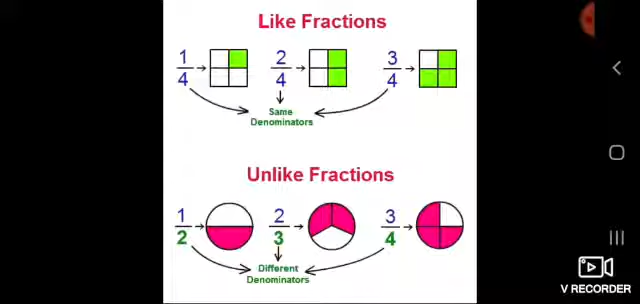 Like Fractions
1/4 2/4 3/4
Same
Denominators
Unlike Fractions
1/2 2/3 3/4
Different
Denominators
V RECORDER